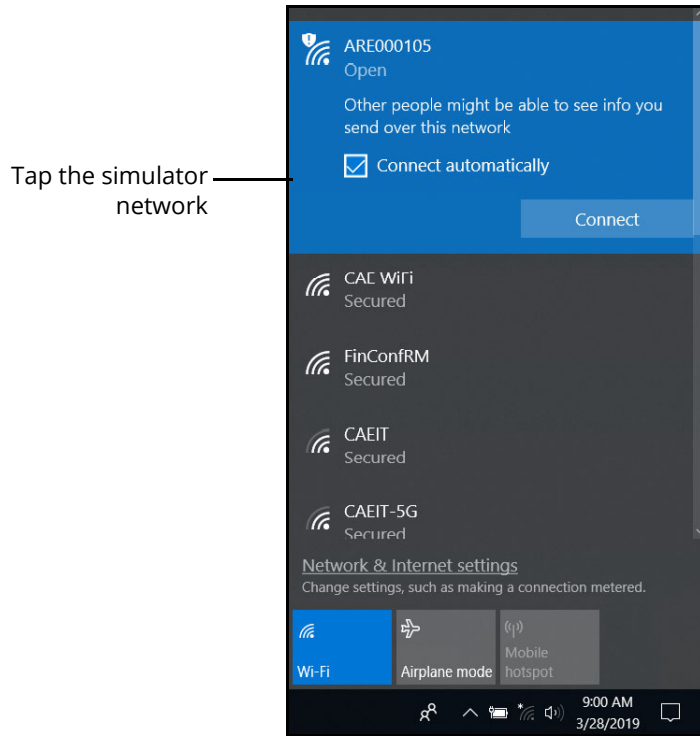 Tap the simulator
network
ARE000105
Open
Other people might be able to see info you
send over this network
Connect automatically
Connect
CAE WiFi
Secured
FinConfRM
Secured
CAEIT
Secured
CAEIT-5G
Secured
Network & Internet settings
Change settings, such as making a connection metered.
Wi-Fi
Airplane mode
Mobile
hotspot
9:00 AM
3/28/2019